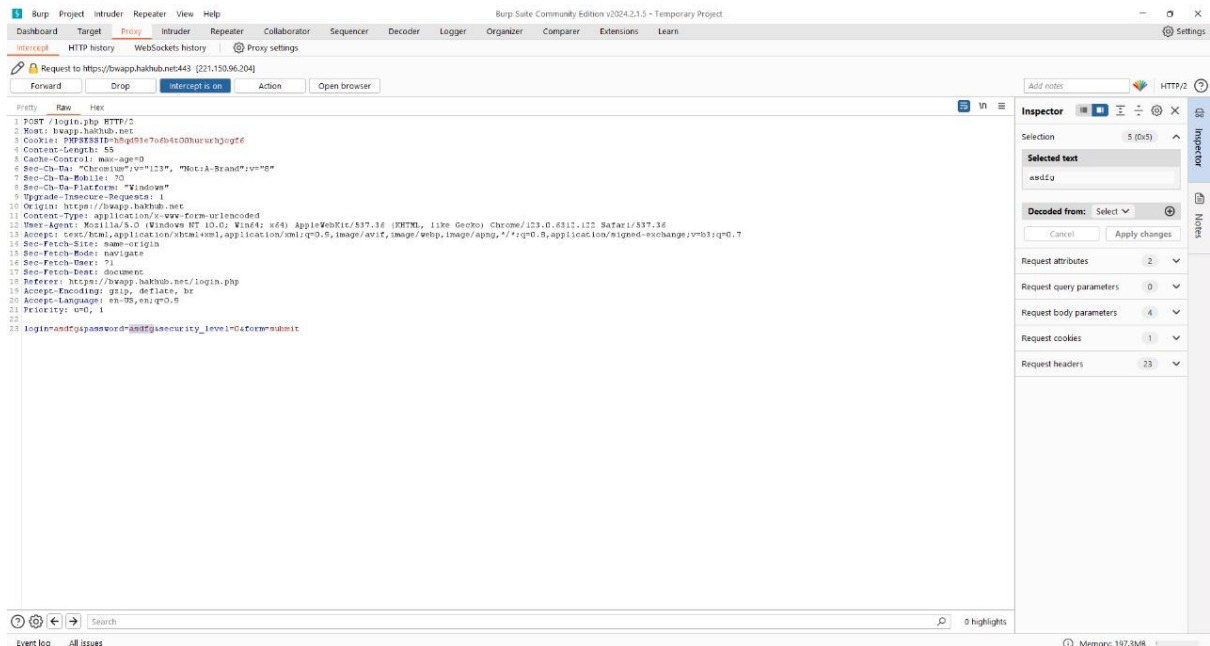 Burp Project Intruder Repeater View Help Burp Suite Community Edition v2024.2.1.5 - Temporary Project
Dashboard Target Proxy Intruder Repeater Collaborator Sequencer Decoder Logger Organizer Comparer Extensions Learn Settings
Intercept HTTP history WebSockets history Proxy settings
Request to https://bwapp.hakhub.net:443 [221.150.96.204]
Forward Drop Intercept is on Action Open browser Add notes HTTP/2
Pretty Raw Hex \n
1 POST /login.php HTTP/2
2 Host: bwapp.hakhub.net
3 Cookie:
4 Content-Length: 55
5 Cache-Control: max-age=0
6 Sec-Ch-Ua: "Chromium";v="123", "Not:A-Brand";v="8"
7 Sec-Ch-Ua-Mobile: ?0
8 Sec-Ch-Ua-Platform: "Windows"
9 Upgrade-Insecure-Requests: 1
10 Origin: https://bwapp.hakhub.net
11 Content-Type: application/x-www-form-urlencoded
12 User-Agent: Mozilla/5.0 (Windows NT 10.0; Win64; x64) AppleWebKit/537.36 (KHTML, like Gecko) Chrome/123.0.6312.122 Safari/537.36
13 Accept: text/html,application/xhtml+xml,application/xml;q=0.9,image/avif,image/webp,image/apng,*/*;q=0.8,application/signed-exchange;v=b3;q=0.7
14 Sec-Fetch-Site: same-origin
15 Sec-Fetch-Mode: navigate
16 Sec-Fetch-User: ?1
17 Sec-Fetch-Dest: document
18 Referer: https://bwapp.hakhub.net/login.php
19 Accept-Encoding: gzip, deflate, br
20 Accept-Language: en-US,en;q=0.9
21 Priority: u=0, i
22
23 login=asdfg&password=asdfg&security_level=0&form=submit
Inspector
Selection 5 (0x5)
Selected text
asdfg
Decoded from: Select
Cancel Apply changes
Request attributes 2
Request query parameters 0
Request body parameters 4
Request cookies 1
Request headers 23
Inspector
Notes
Search 0 highlights
Event log All issues Memory: 197.3MB